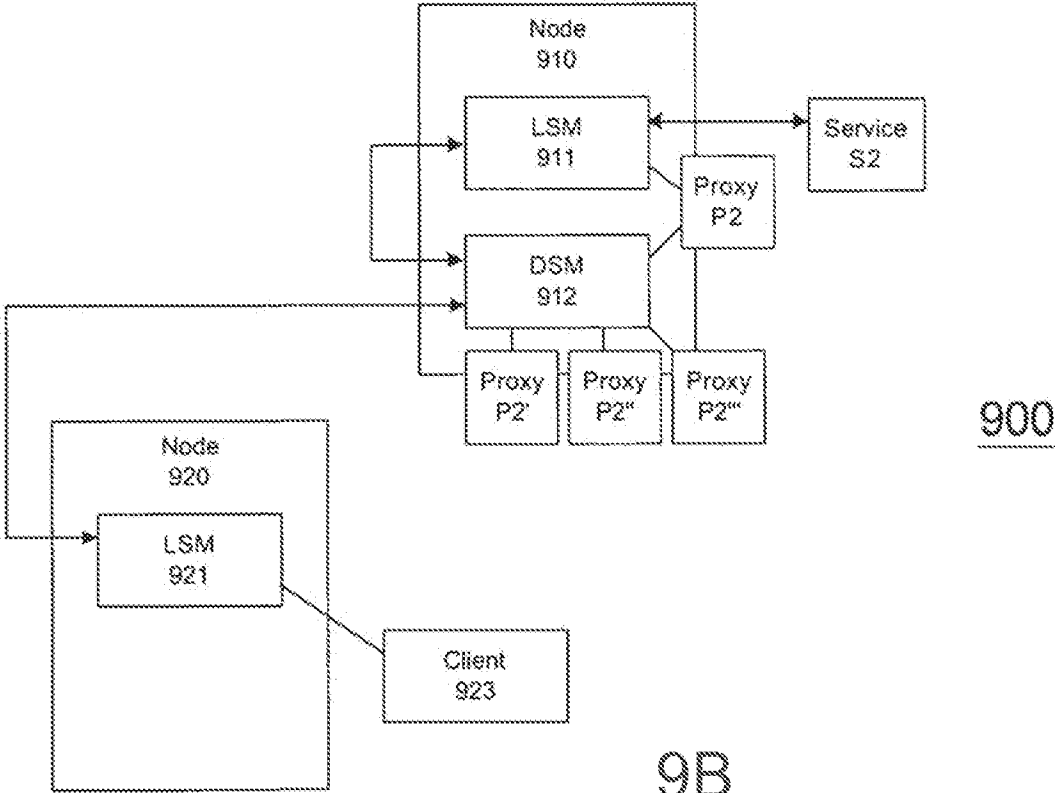 Node
910
LSM
911
Service
S2
Proxy
P2
DSM
912
Proxy
P2'
Proxy
P2"
Proxy
P2'"
900
Node
920
LSM
921
Client
923
9B